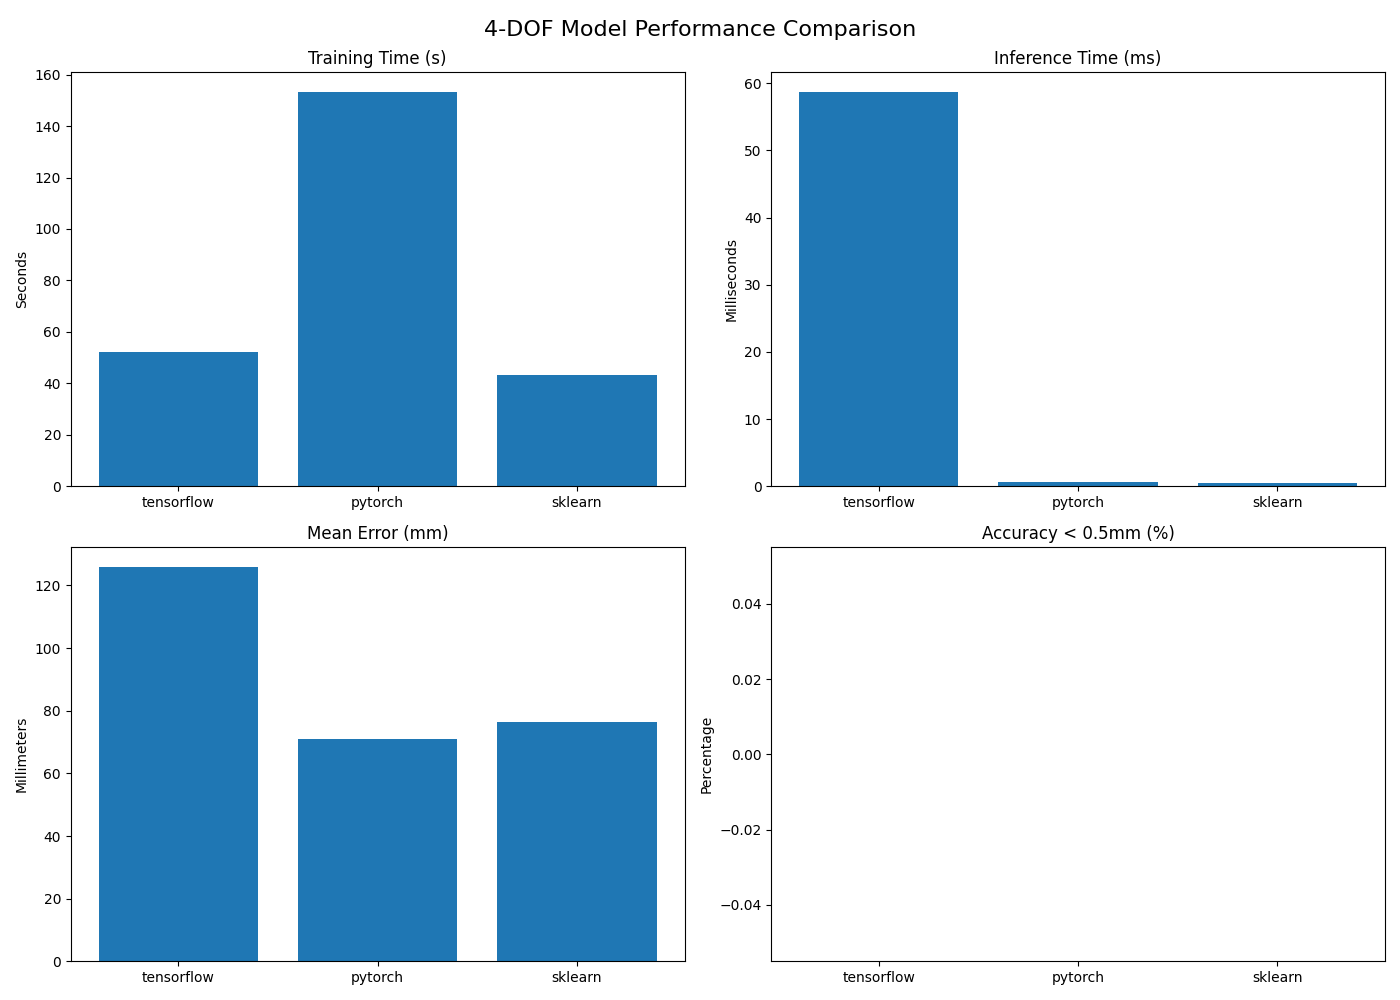 4-DOF Model Performance Comparison
Training Time (s)
160
140
120
100
80
60
40
20
0
Seconds
tensorflow pytorch sklearn
Inference Time (ms)
60
50
40
30
20
10
0
Milliseconds
tensorflow pytorch sklearn
Mean Error (mm)
120
100
80
60
40
20
0
Millimeters
tensorflow pytorch sklearn
Accuracy < 0.5mm (%)
0.04
0.02
0.00
−0.02
−0.04
Percentage
tensorflow pytorch sklearn